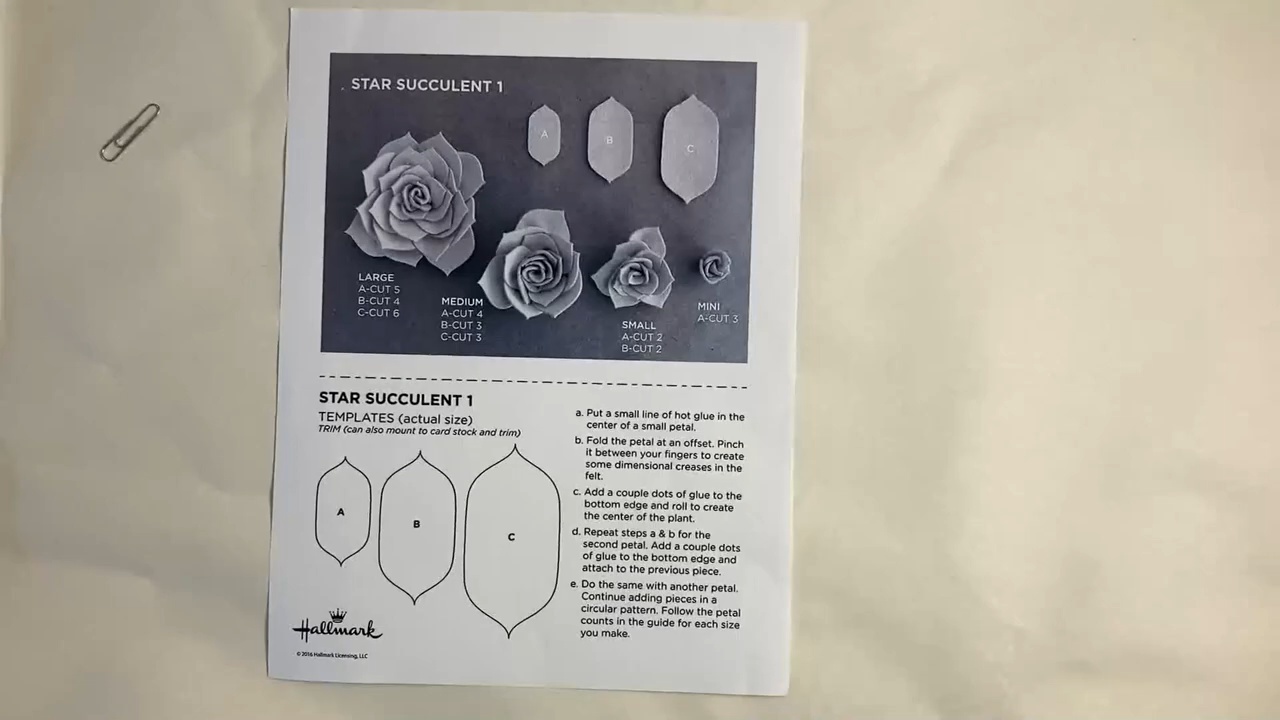 STAR SUCCULENT 1
A
B
C
LARGE
A-CUT 5
B-CUT 4
C-CUT 6
MEDIUM
A-CUT 4
B-CUT 3
C-CUT 3
SMALL
A-CUT 2
B-CUT 2
MINI
A-CUT 3
STAR SUCCULENT 1
TEMPLATES (actual size)
TRIM (can also mount to card stock and trim)
A
B
C
a. Put a small line of hot glue in the
center of a small petal.
b. Fold the petal at an offset. Pinch
it between your fingers to create
some dimensional creases in the
felt.
c. Add a couple dots of glue to the
bottom edge and roll to create
the center of the plant.
d. Repeat steps a & b for the
second petal. Add a couple dots
of glue to the bottom edge and
attach to the previous piece.
e. Do the same with another petal.
Continue adding pieces in a
circular pattern. Follow the petal
counts in the guide for each size
you make.
Hallmark
© 2016 Hallmark Licensing, LLC